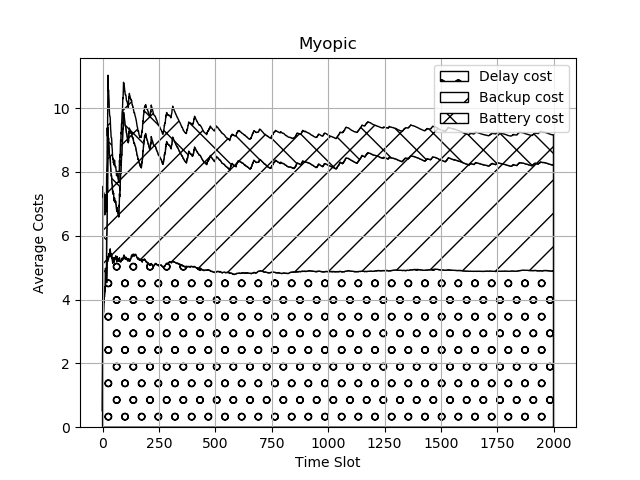 Myopic
Delay cost
Backup cost
Battery cost
10
8
6
4
2
0
Average Costs
0 250 500 750 1000 1250 1500 1750 2000
Time Slot